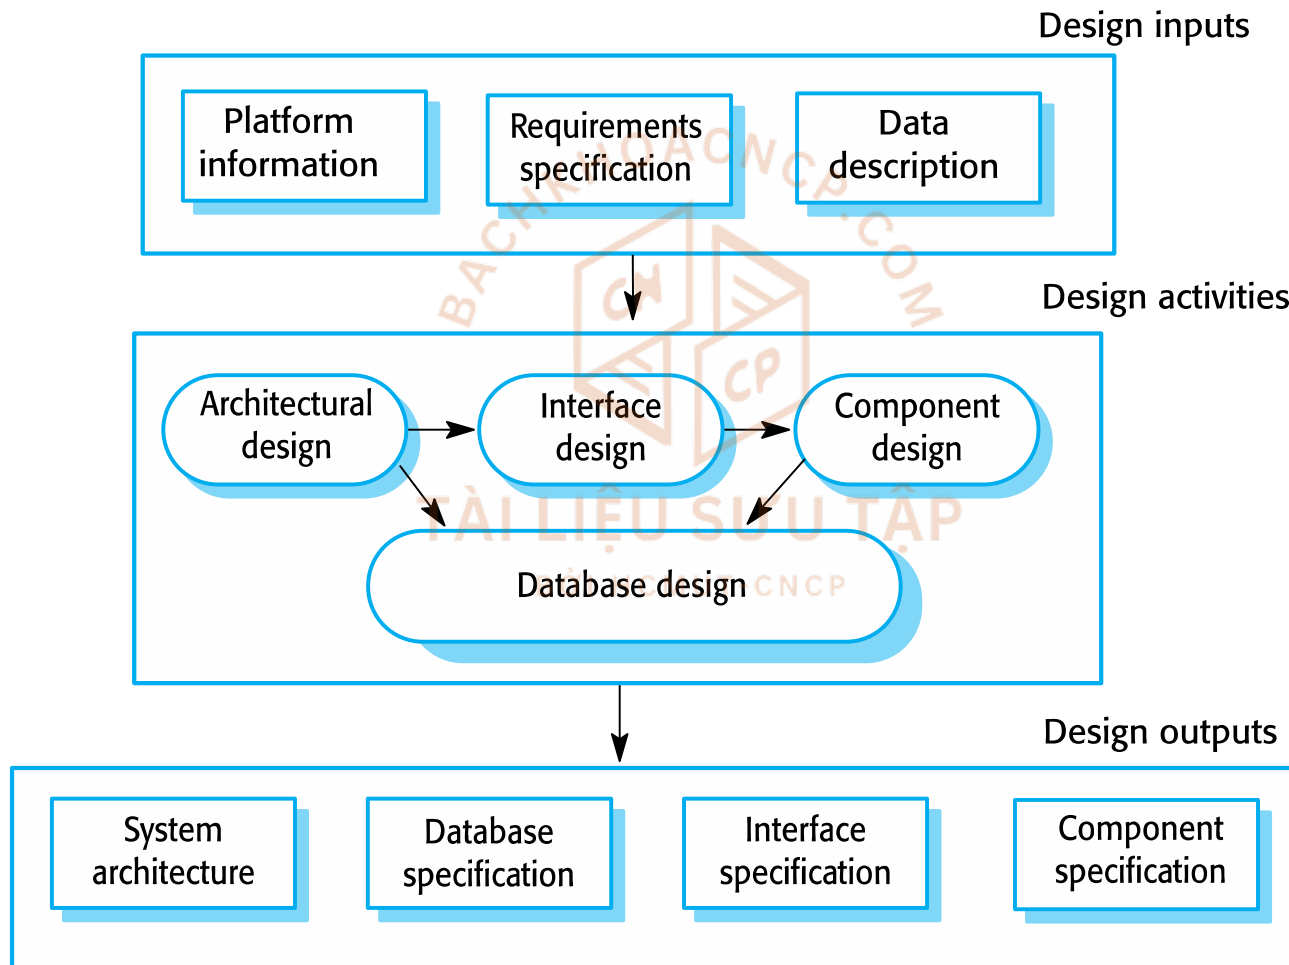 Design inputs
Platform
information
Requirements
specification
Data
description
BACHKHOACNCP.COM
CN
CP
Design activities
Architectural
design
Interface
design
Component
design
TÀI LIỆU SƯU TẬP
Database design
CNCP
Design outputs
System
architecture
Database
specification
Interface
specification
Component
specification